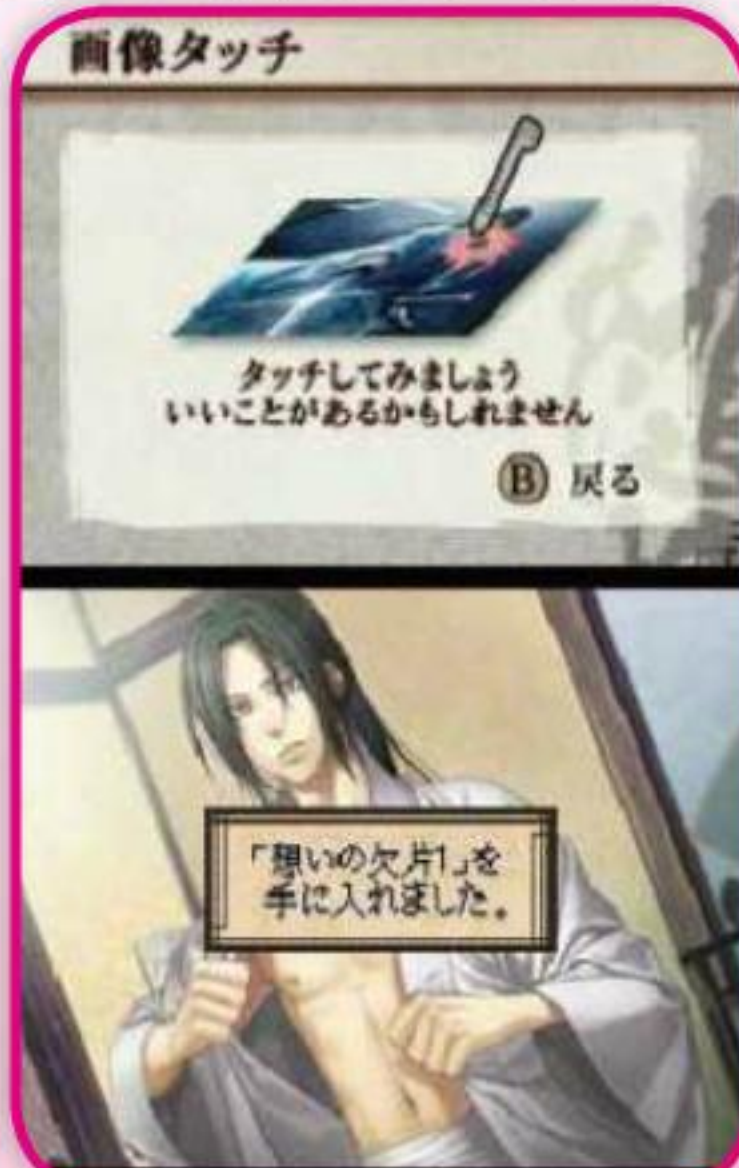 画像タッチ
タッチしてみましょう
いいことがあるかもしれません
B 戻る
「想いの欠片1」を
手に入れました。